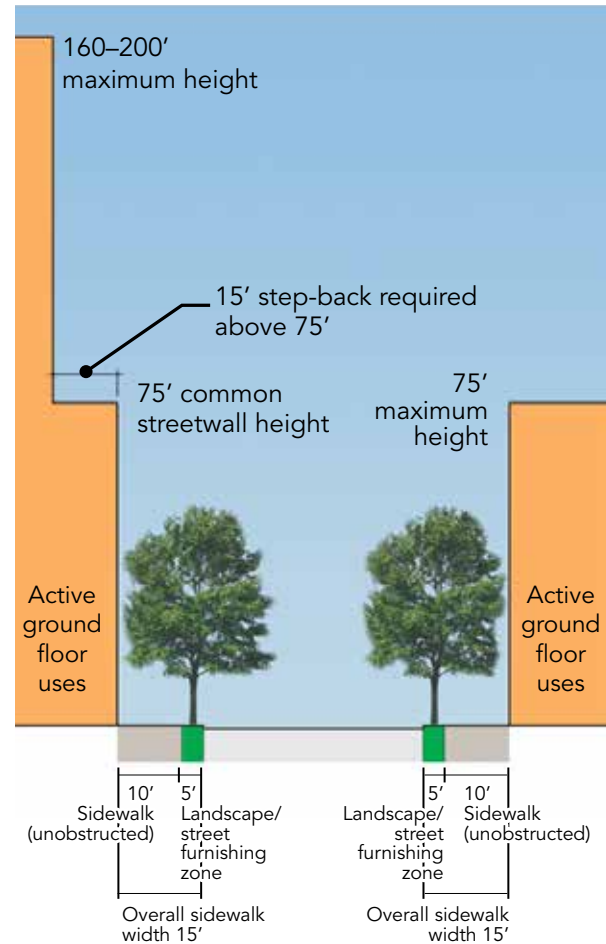 160–200’
maximum height
15’ step-back required
above 75’
75’ common
streetwall height
75’
maximum
height
Active
ground
floor
uses
Active
ground
floor
uses
10’
Sidewalk
(unobstructed)
5’
Landscape/
street
furnishing
zone
5’
Landscape/
street
furnishing
zone
10’
Sidewalk
(unobstructed)
Overall sidewalk
width 15’
Overall sidewalk
width 15’